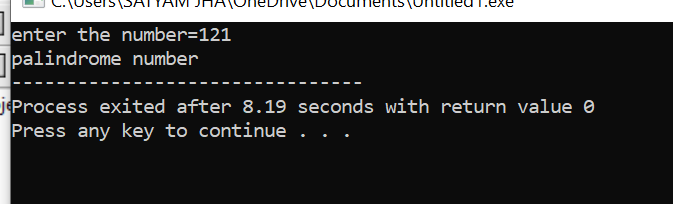 C:\Users\SATYAM JHA\OneDrive\Documents\Untitled1.exe
enter the number=121
palindrome number
--------------------------------
Process exited after 8.19 seconds with return value 0
Press any key to continue . . .